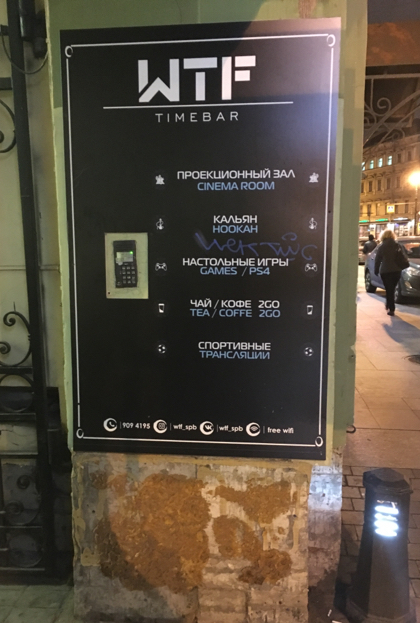 WTF
TIMEBAR
ПРОЕКЦИОННЫЙ ЗАЛ
CINEMA ROOM
КАЛЬЯН
HOOKAH
НАСТОЛЬНЫЕ ИГРЫ
GAMES / PS4
ЧАЙ / КОФЕ 2GO
TEA / COFFE 2GO
СПОРТИВНЫЕ
ТРАНСЛЯЦИИ
909 4195 | wtf_spb | wtf_spb | free wifi